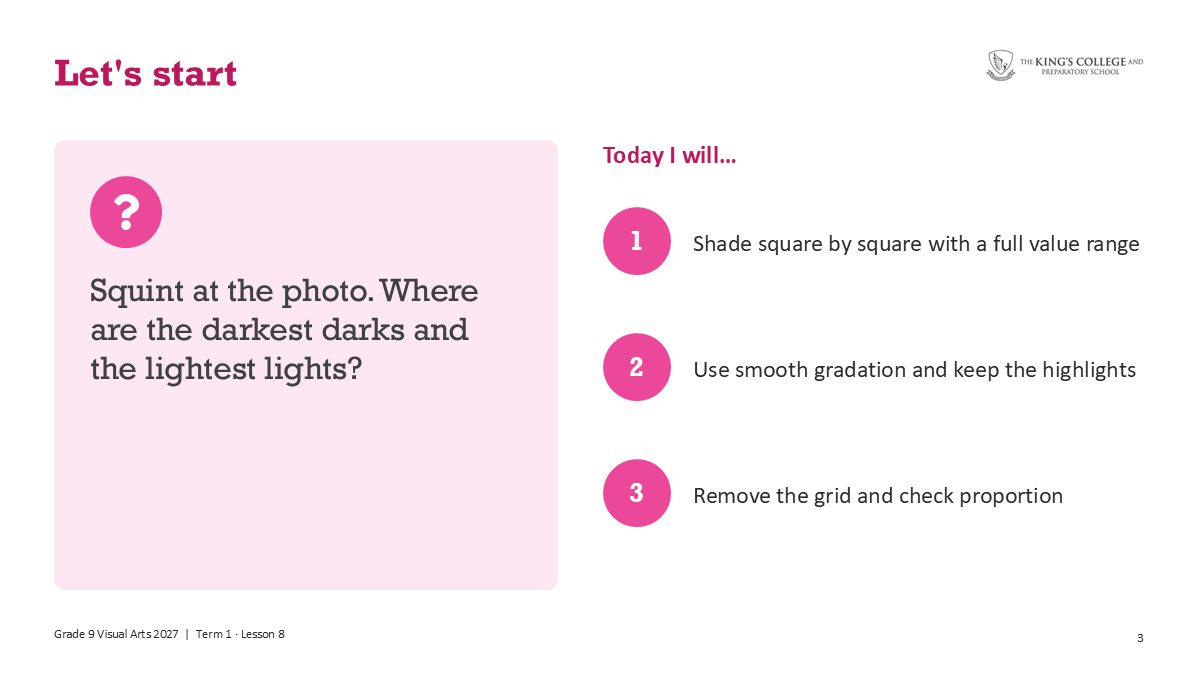 Let's start
THE KING'S COLLEGE AND
PREPARATORY SCHOOL
?
Squint at the photo. Where
are the darkest darks and
the lightest lights?
Today I will...
1
Shade square by square with a full value range
2
Use smooth gradation and keep the highlights
3
Remove the grid and check proportion
Grade 9 Visual Arts 2027 | Term 1 · Lesson 8
3